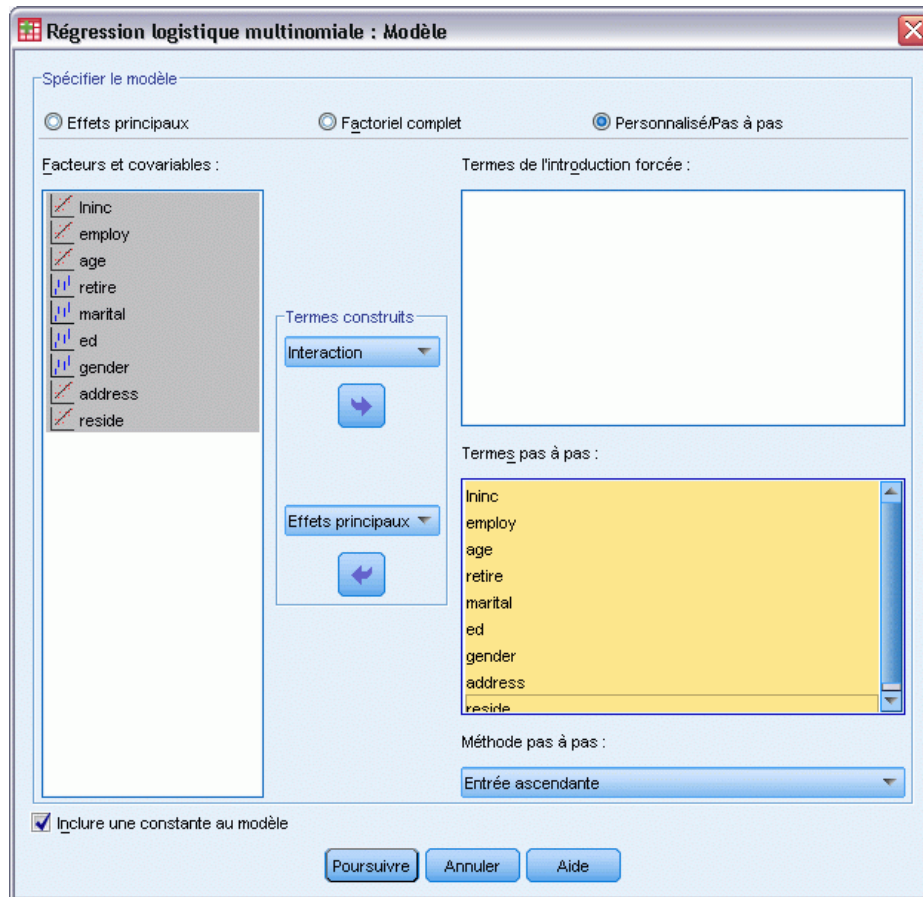 Régression logistique multinomiale : Modèle
Spécifier le modèle
Effets principaux
Factoriel complet
Personnalisé/Pas à pas
Facteurs et covariables :
lninc
employ
age
retire
marital
ed
gender
address
reside
Termes construits
Interaction
Effets principaux
Termes de l'introduction forcée :
Termes pas à pas :
lninc
employ
age
retire
marital
ed
gender
address
reside
Méthode pas à pas :
Entrée ascendante
Inclure une constante au modèle
Poursuivre
Annuler
Aide